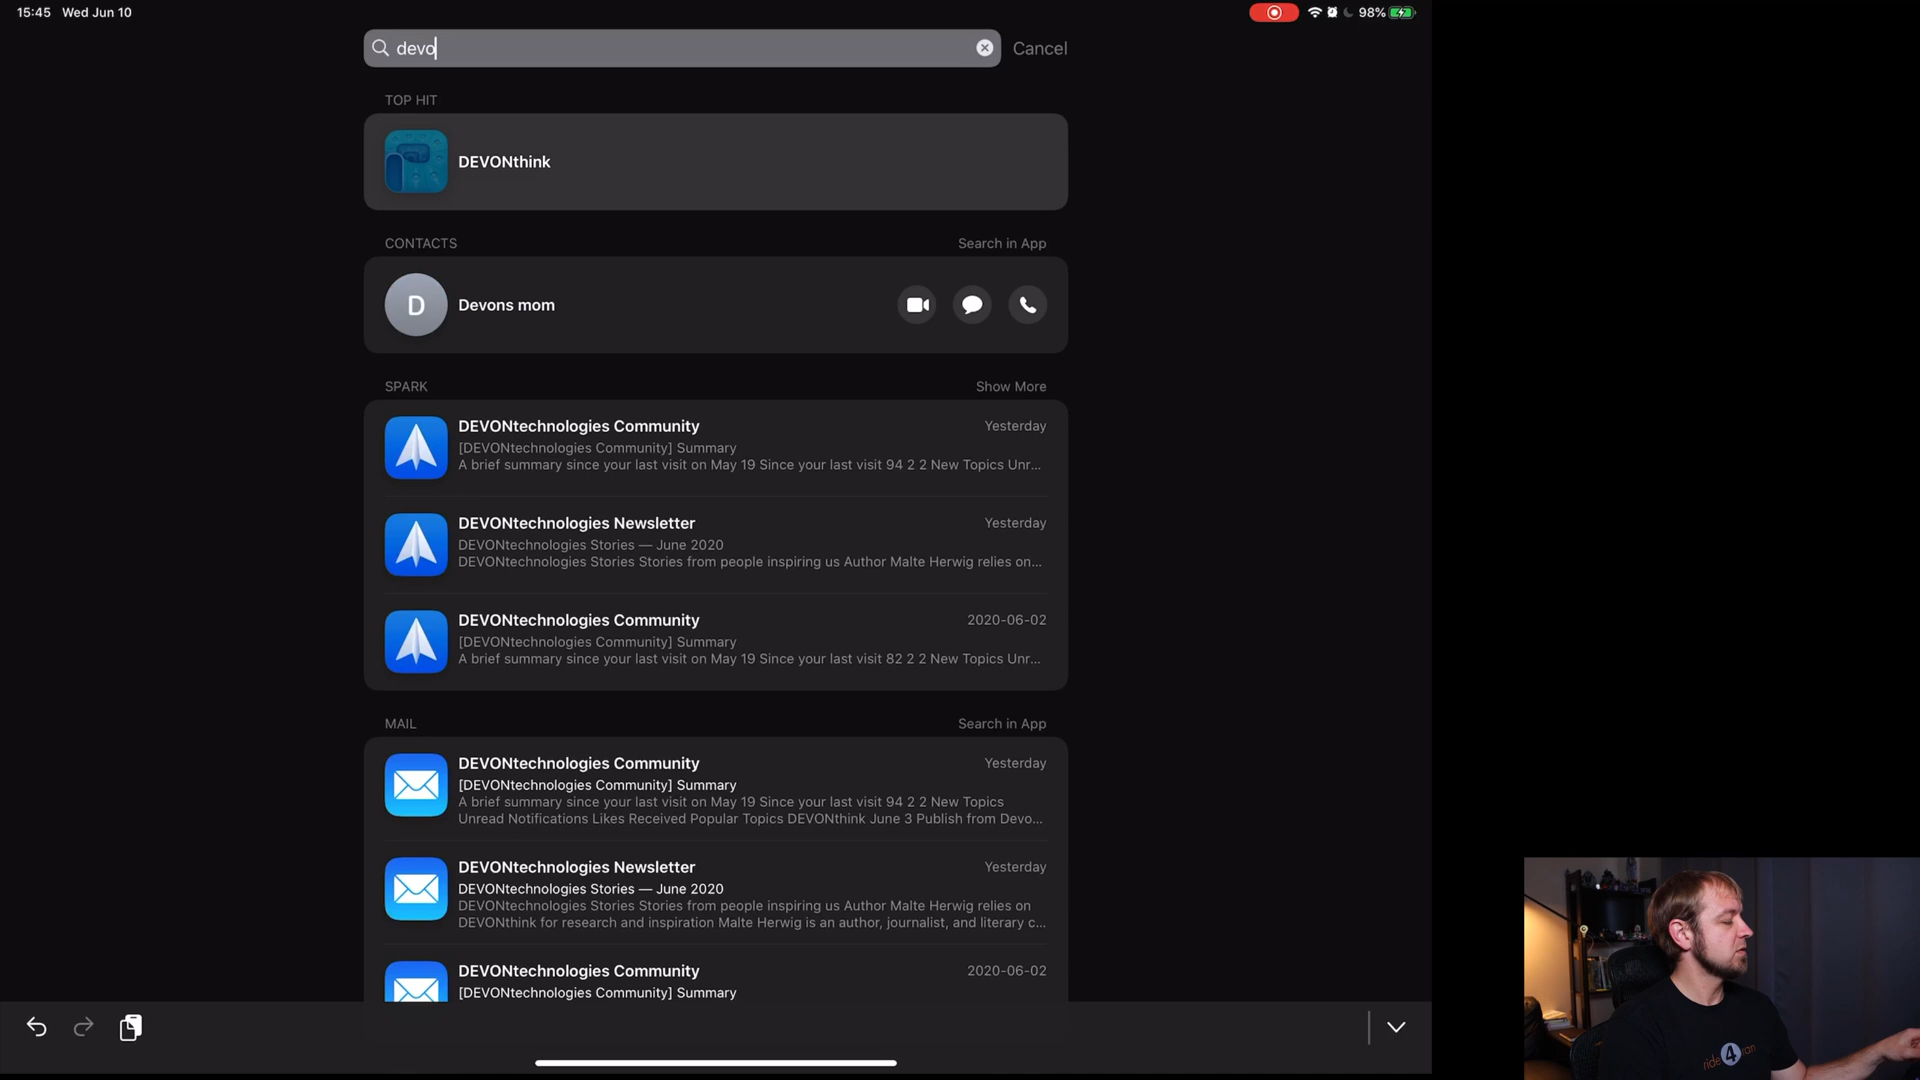 15:45 Wed Jun 10
98%
devo
Cancel
TOP HIT
DEVONthink
CONTACTS
Search in App
D
Devons mom
SPARK
Show More
DEVONtechnologies Community
Yesterday
[DEVONtechnologies Community] Summary
A brief summary since your last visit on May 19 Since your last visit 94 2 2 New Topics Unr...
DEVONtechnologies Newsletter
Yesterday
DEVONtechnologies Stories — June 2020
DEVONtechnologies Stories Stories from people inspiring us Author Malte Herwig relies on...
DEVONtechnologies Community
2020-06-02
[DEVONtechnologies Community] Summary
A brief summary since your last visit on May 19 Since your last visit 82 2 2 New Topics Unr...
MAIL
Search in App
DEVONtechnologies Community
Yesterday
[DEVONtechnologies Community] Summary
A brief summary since your last visit on May 19 Since your last visit 94 2 2 New Topics
Unread Notifications Likes Received Popular Topics DEVONthink June 3 Publish from Devo...
DEVONtechnologies Newsletter
Yesterday
DEVONtechnologies Stories — June 2020
DEVONtechnologies Stories Stories from people inspiring us Author Malte Herwig relies on
DEVONthink for research and inspiration Malte Herwig is an author, journalist, and literary c...
DEVONtechnologies Community
2020-06-02
[DEVONtechnologies Community] Summary
ride 4